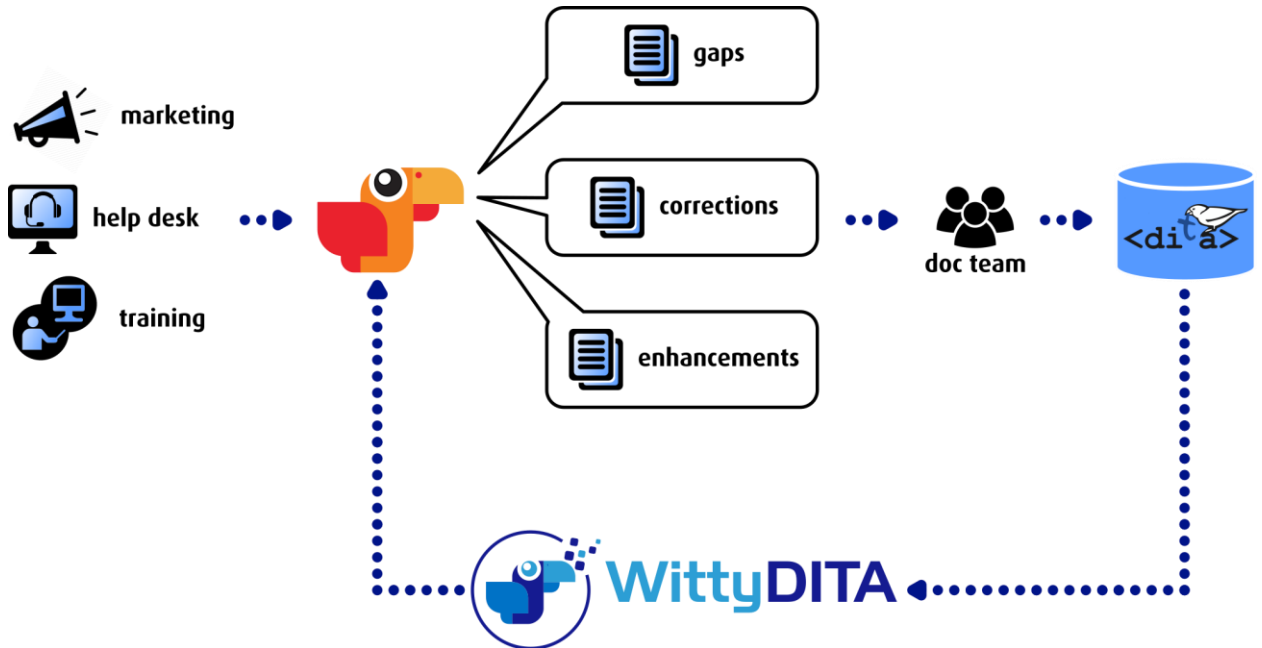 marketing
help desk
training
gaps
corrections
enhancements
doc team
<dita>
WittyDITA